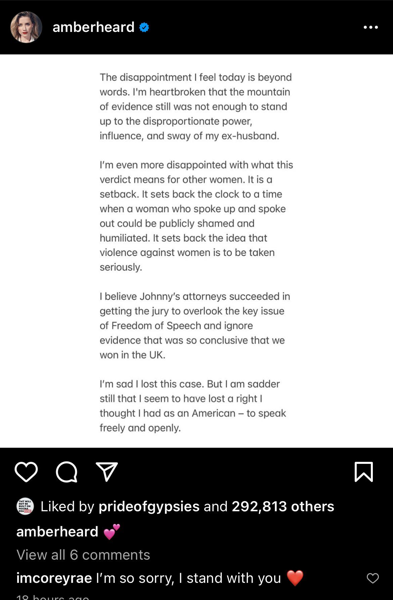 amberheard
The disappointment I feel today is beyond
words. I'm heartbroken that the mountain
of evidence still was not enough to stand
up to the disproportionate power,
influence, and sway of my ex-husband.
I'm even more disappointed with what this
verdict means for other women. It is a
setback. It sets back the clock to a time
when a woman who spoke up and spoke
out could be publicly shamed and
humiliated. It sets back the idea that
violence against women is to be taken
seriously.
I believe Johnny's attorneys succeeded in
getting the jury to overlook the key issue
of Freedom of Speech and ignore
evidence that was so conclusive that we
won in the UK.
I'm sad I lost this case. But I am sadder
still that I seem to have lost a right I
thought I had as an American – to speak
freely and openly.
Liked by prideofgypsies and 292,813 others
amberheard 💕
View all 6 comments
imcoreyrae I'm so sorry, I stand with you ❤️
18 hours ago